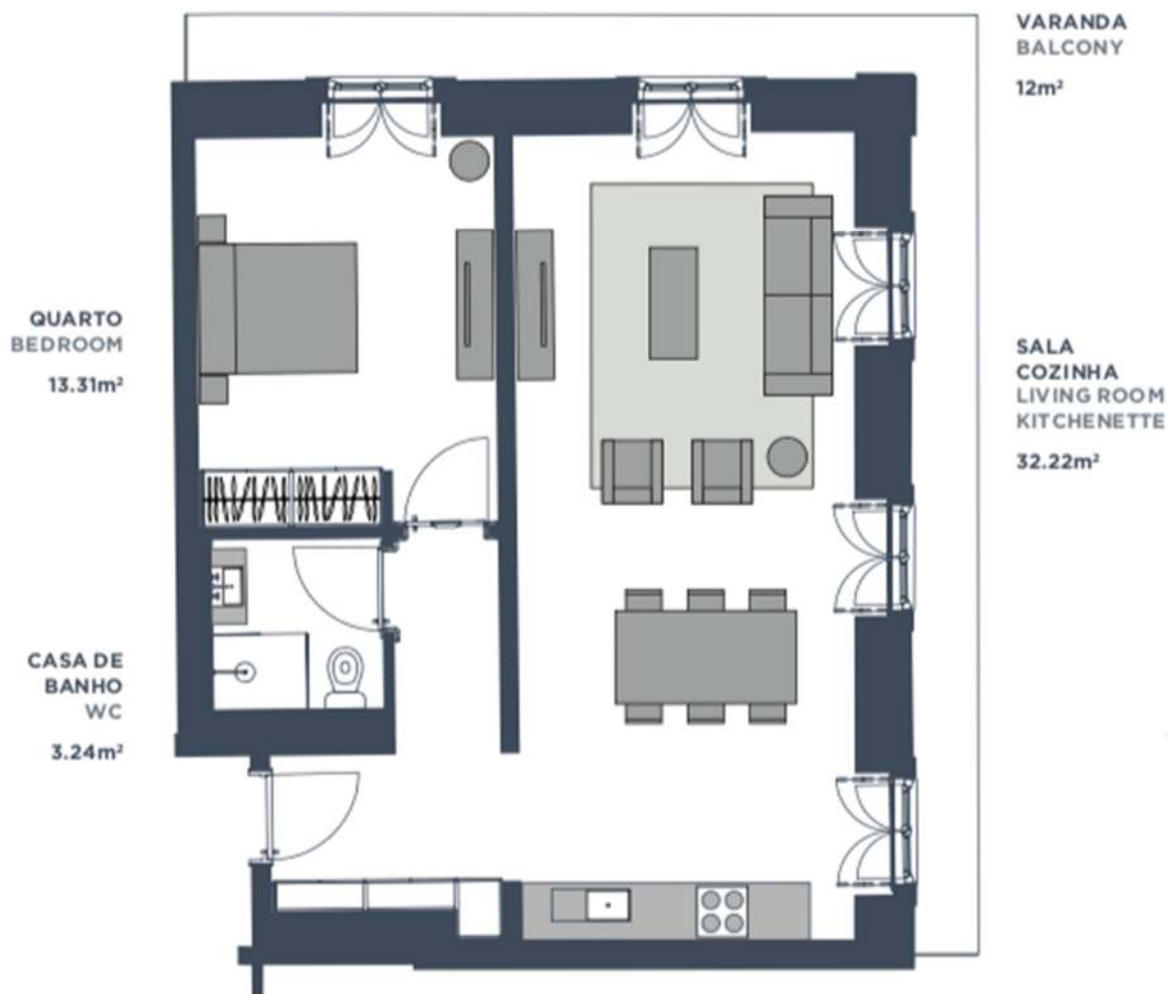 VARANDA
BALCONY
12m²
QUARTO
BEDROOM
13.31m²
SALA
COZINHA
LIVING ROOM
KITCHENETTE
32.22m²
CASA DE
BANHO
WC
3.24m²